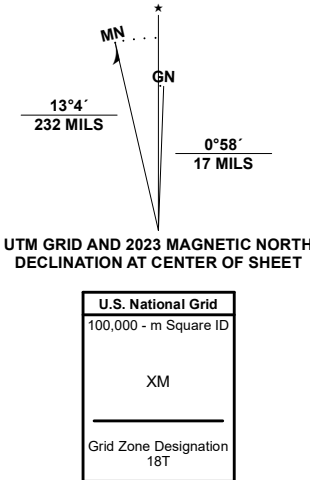 ★
MN
GN
13°4´
232 MILS
0°58´
17 MILS
UTM GRID AND 2023 MAGNETIC NORTH
DECLINATION AT CENTER OF SHEET
U.S. National Grid
100,000 - m Square ID
XM
Grid Zone Designation
18T